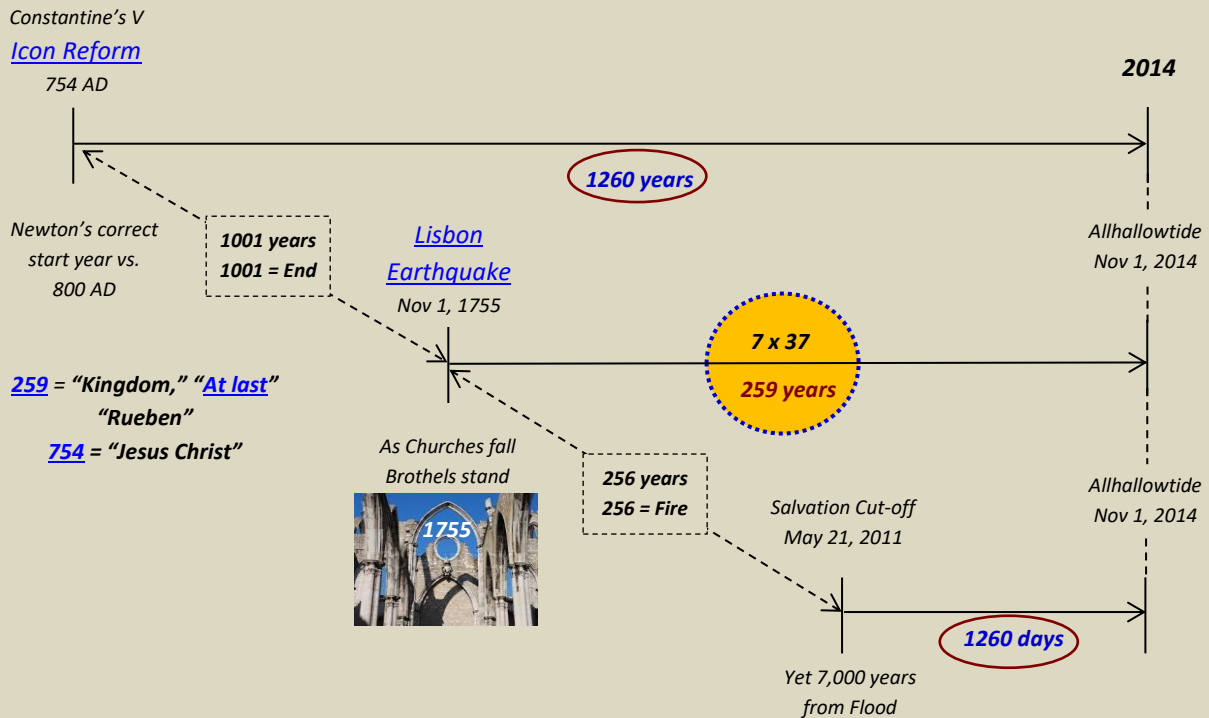 Constantine’s V
Icon Reform
754 AD
2014
1260 years
Newton’s correct
start year vs.
800 AD
1001 years
1001 = End
Lisbon
Earthquake
Nov 1, 1755
Allhallowtide
Nov 1, 2014
7 x 37
259 years
259 = “Kingdom,” “At last”
“Rueben”
754 = “Jesus Christ”
As Churches fall
Brothels stand
1755
256 years
256 = Fire
Salvation Cut-off
May 21, 2011
Allhallowtide
Nov 1, 2014
1260 days
Yet 7,000 years
from Flood